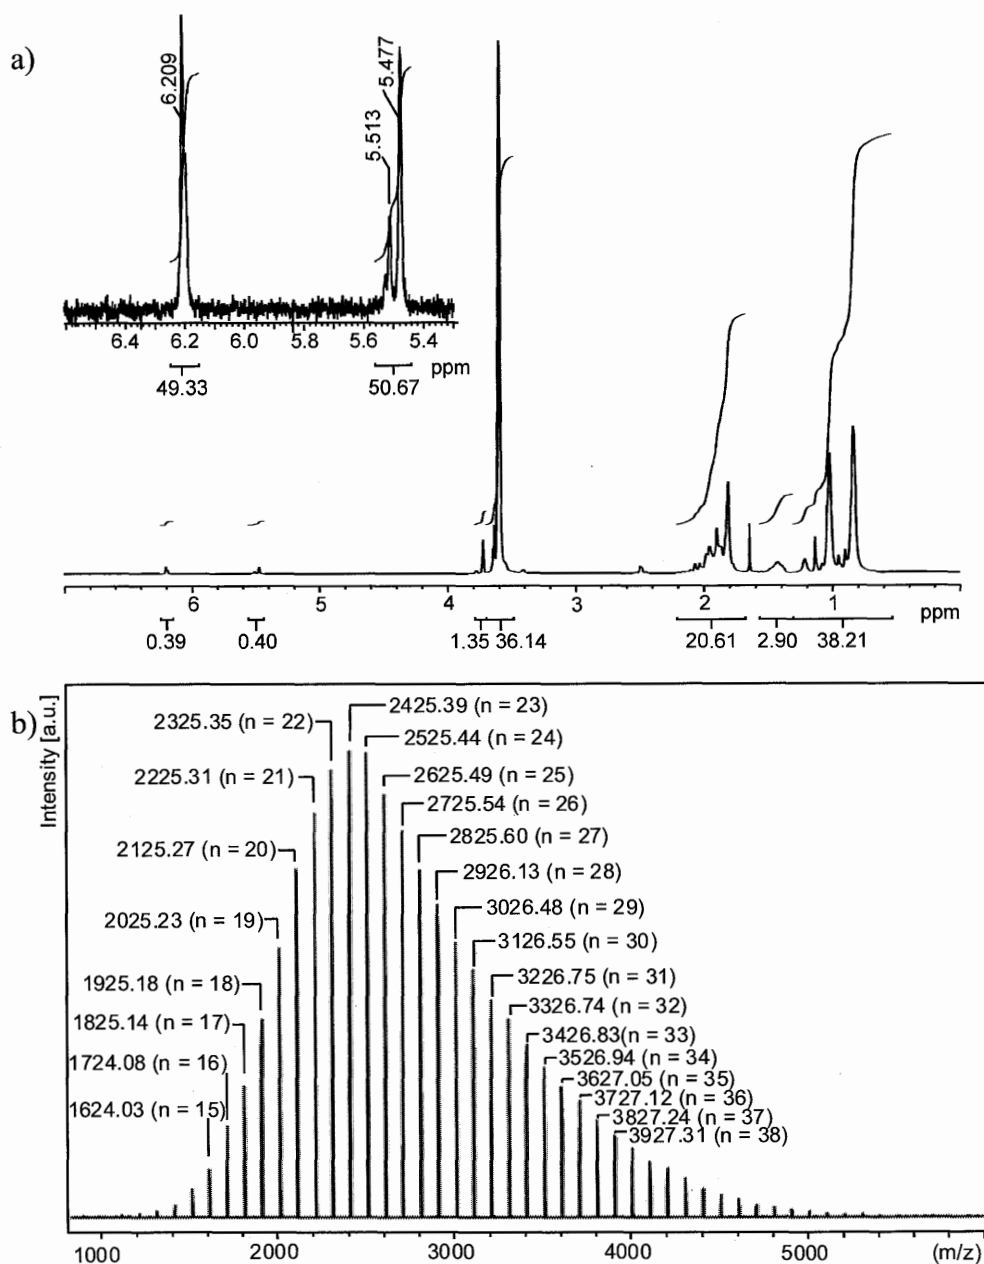 a)
6.209
5.513
5.477
6.4 6.2 6.0 5.8 5.6 5.4
ppm
49.33 50.67
6 5 4 3 2 1 ppm
0.39 0.40 1.35 36.14 20.61 2.90 38.21
b)
Intensity [a.u.]
2425.39 (n = 23)
2325.35 (n = 22)
2525.44 (n = 24)
2225.31 (n = 21)
2625.49 (n = 25)
2725.54 (n = 26)
2825.60 (n = 27)
2125.27 (n = 20)
2926.13 (n = 28)
3026.48 (n = 29)
2025.23 (n = 19)
3126.55 (n = 30)
3226.75 (n = 31)
1925.18 (n = 18)
3326.74 (n = 32)
1825.14 (n = 17)
3426.83(n = 33)
3526.94 (n = 34)
1724.08 (n = 16)
3627.05 (n = 35)
3727.12 (n = 36)
1624.03 (n = 15)
3827.24 (n = 37)
3927.31 (n = 38)
1000 2000 3000 4000 5000 (m/z)